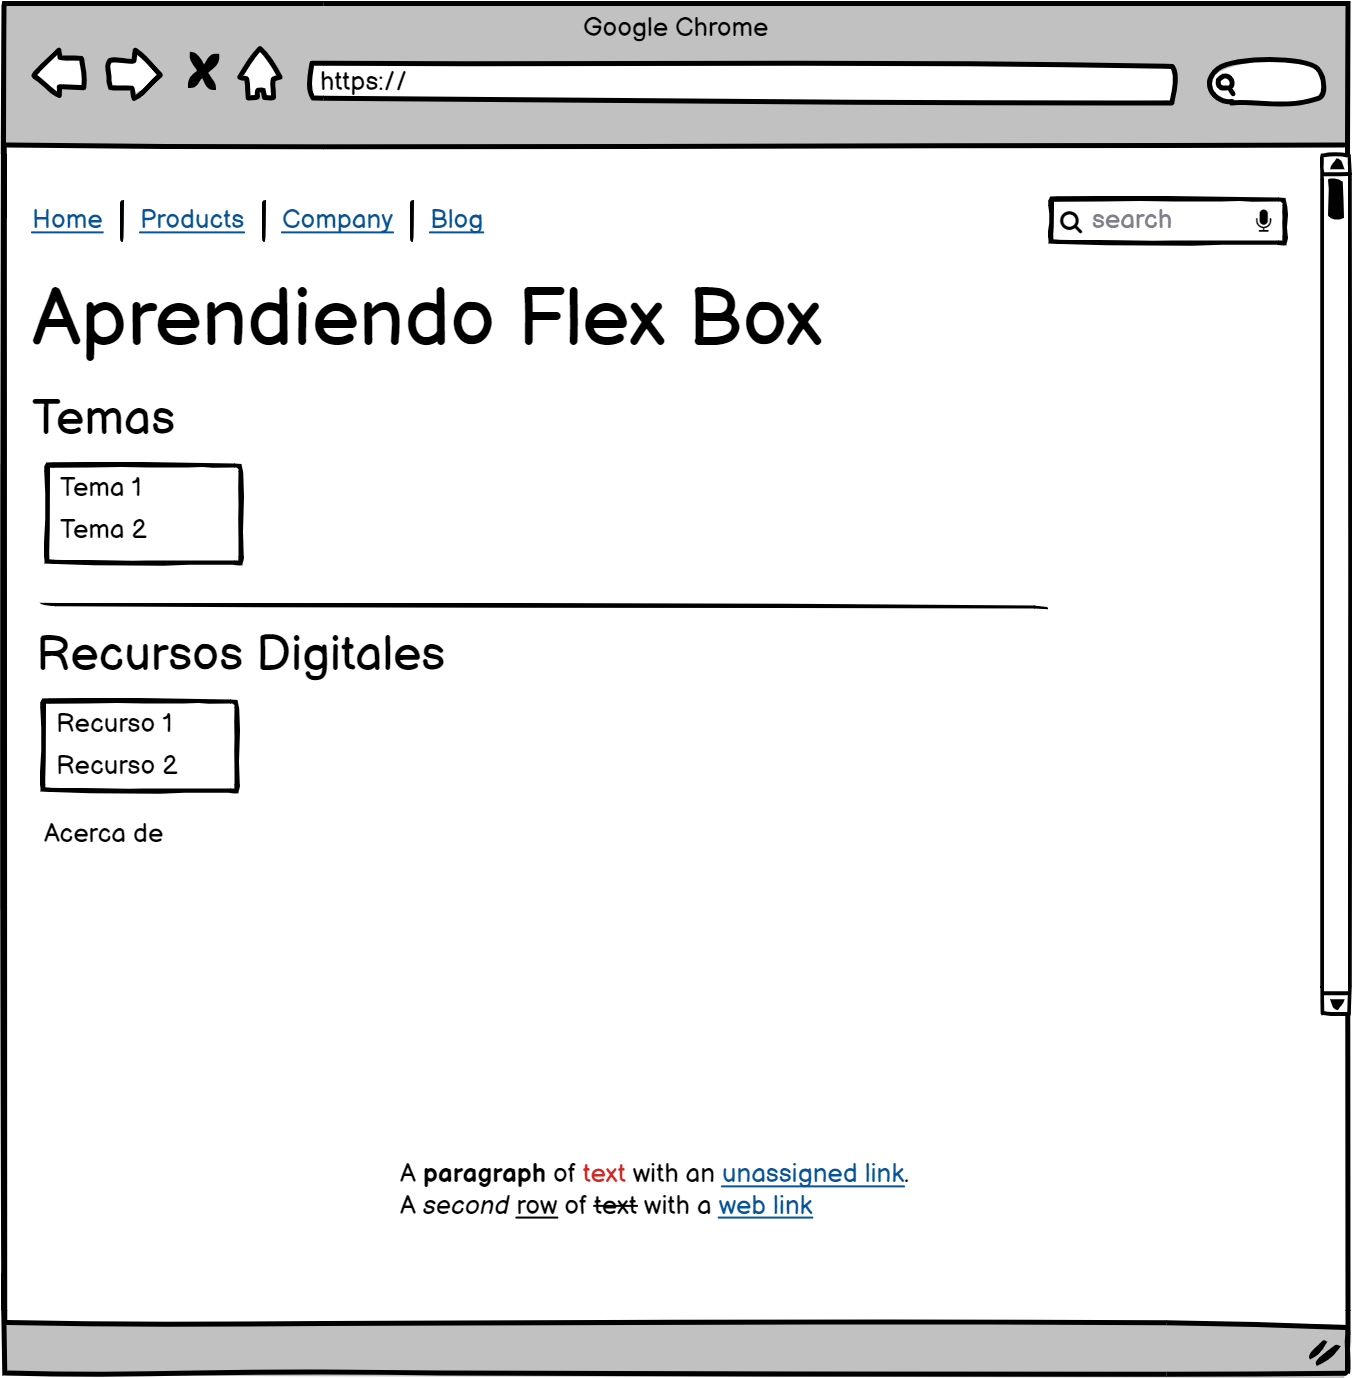 Google Chrome
https://
Home Products Company Blog search
Aprendiendo Flex Box
Temas
Tema 1
Tema 2
Recursos Digitales
Recurso 1
Recurso 2
Acerca de
A paragraph of text with an unassigned link.
A second row of text with a web link